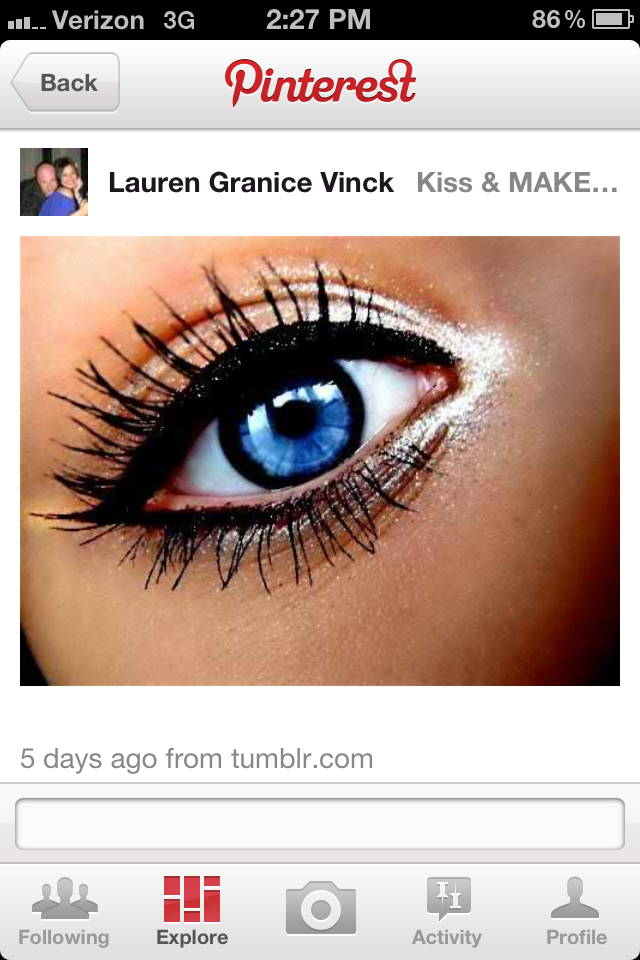 Verizon 3G 2:27 PM 86%
Back Pinterest
Lauren Granice Vinck Kiss & MAKE...
5 days ago from tumblr.com
Following Explore Activity Profile